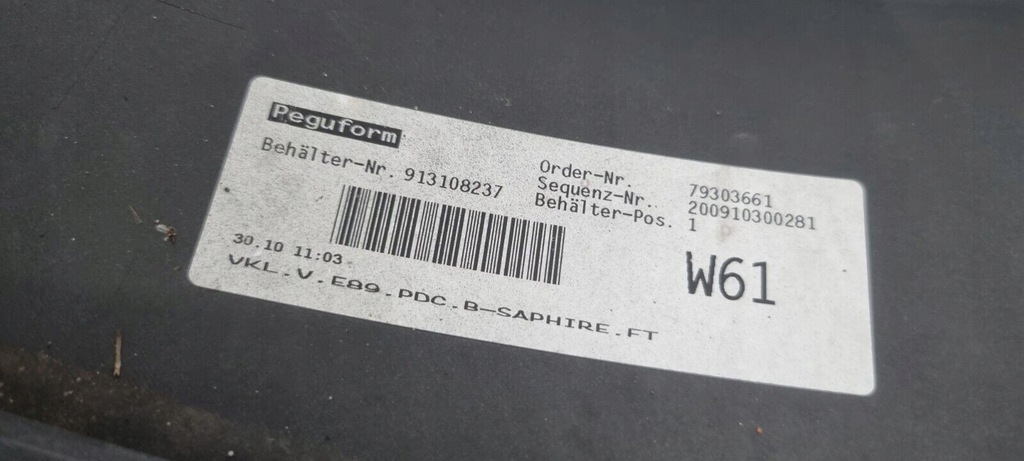 Peguform
Behälter-Nr. 913108237
Order-Nr. 79303661
Sequenz-Nr. 200910300281
Behälter-Pos. 1
30.10 11:03
W61
VKL.V.E89.PDC.B-SAPHIRE.FT